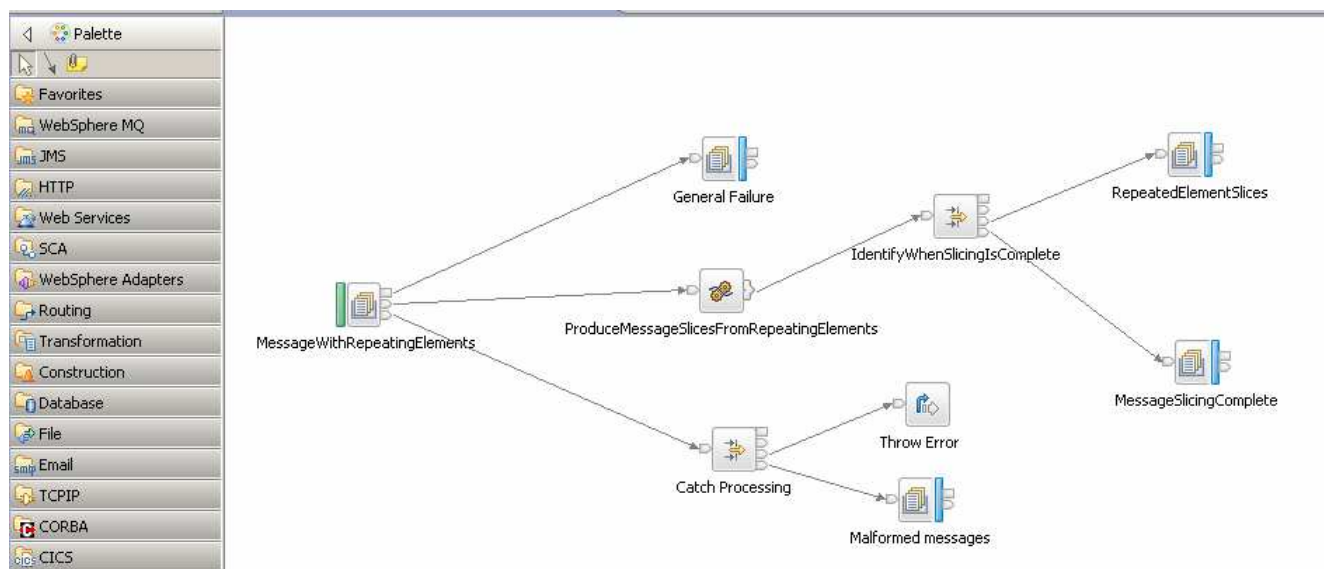 Palette
Favorites
WebSphere MQ
JMS
HTTP
Web Services
SCA
WebSphere Adapters
Routing
Transformation
Construction
Database
File
Email
TCPIP
CORBA
CICS
General Failure
RepeatedElementSlices
IdentifyWhenSlicingIsComplete
ProduceMessageSlicesFromRepeatingElements
MessageWithRepeatingElements
MessageSlicingComplete
Throw Error
Catch Processing
Malformed messages